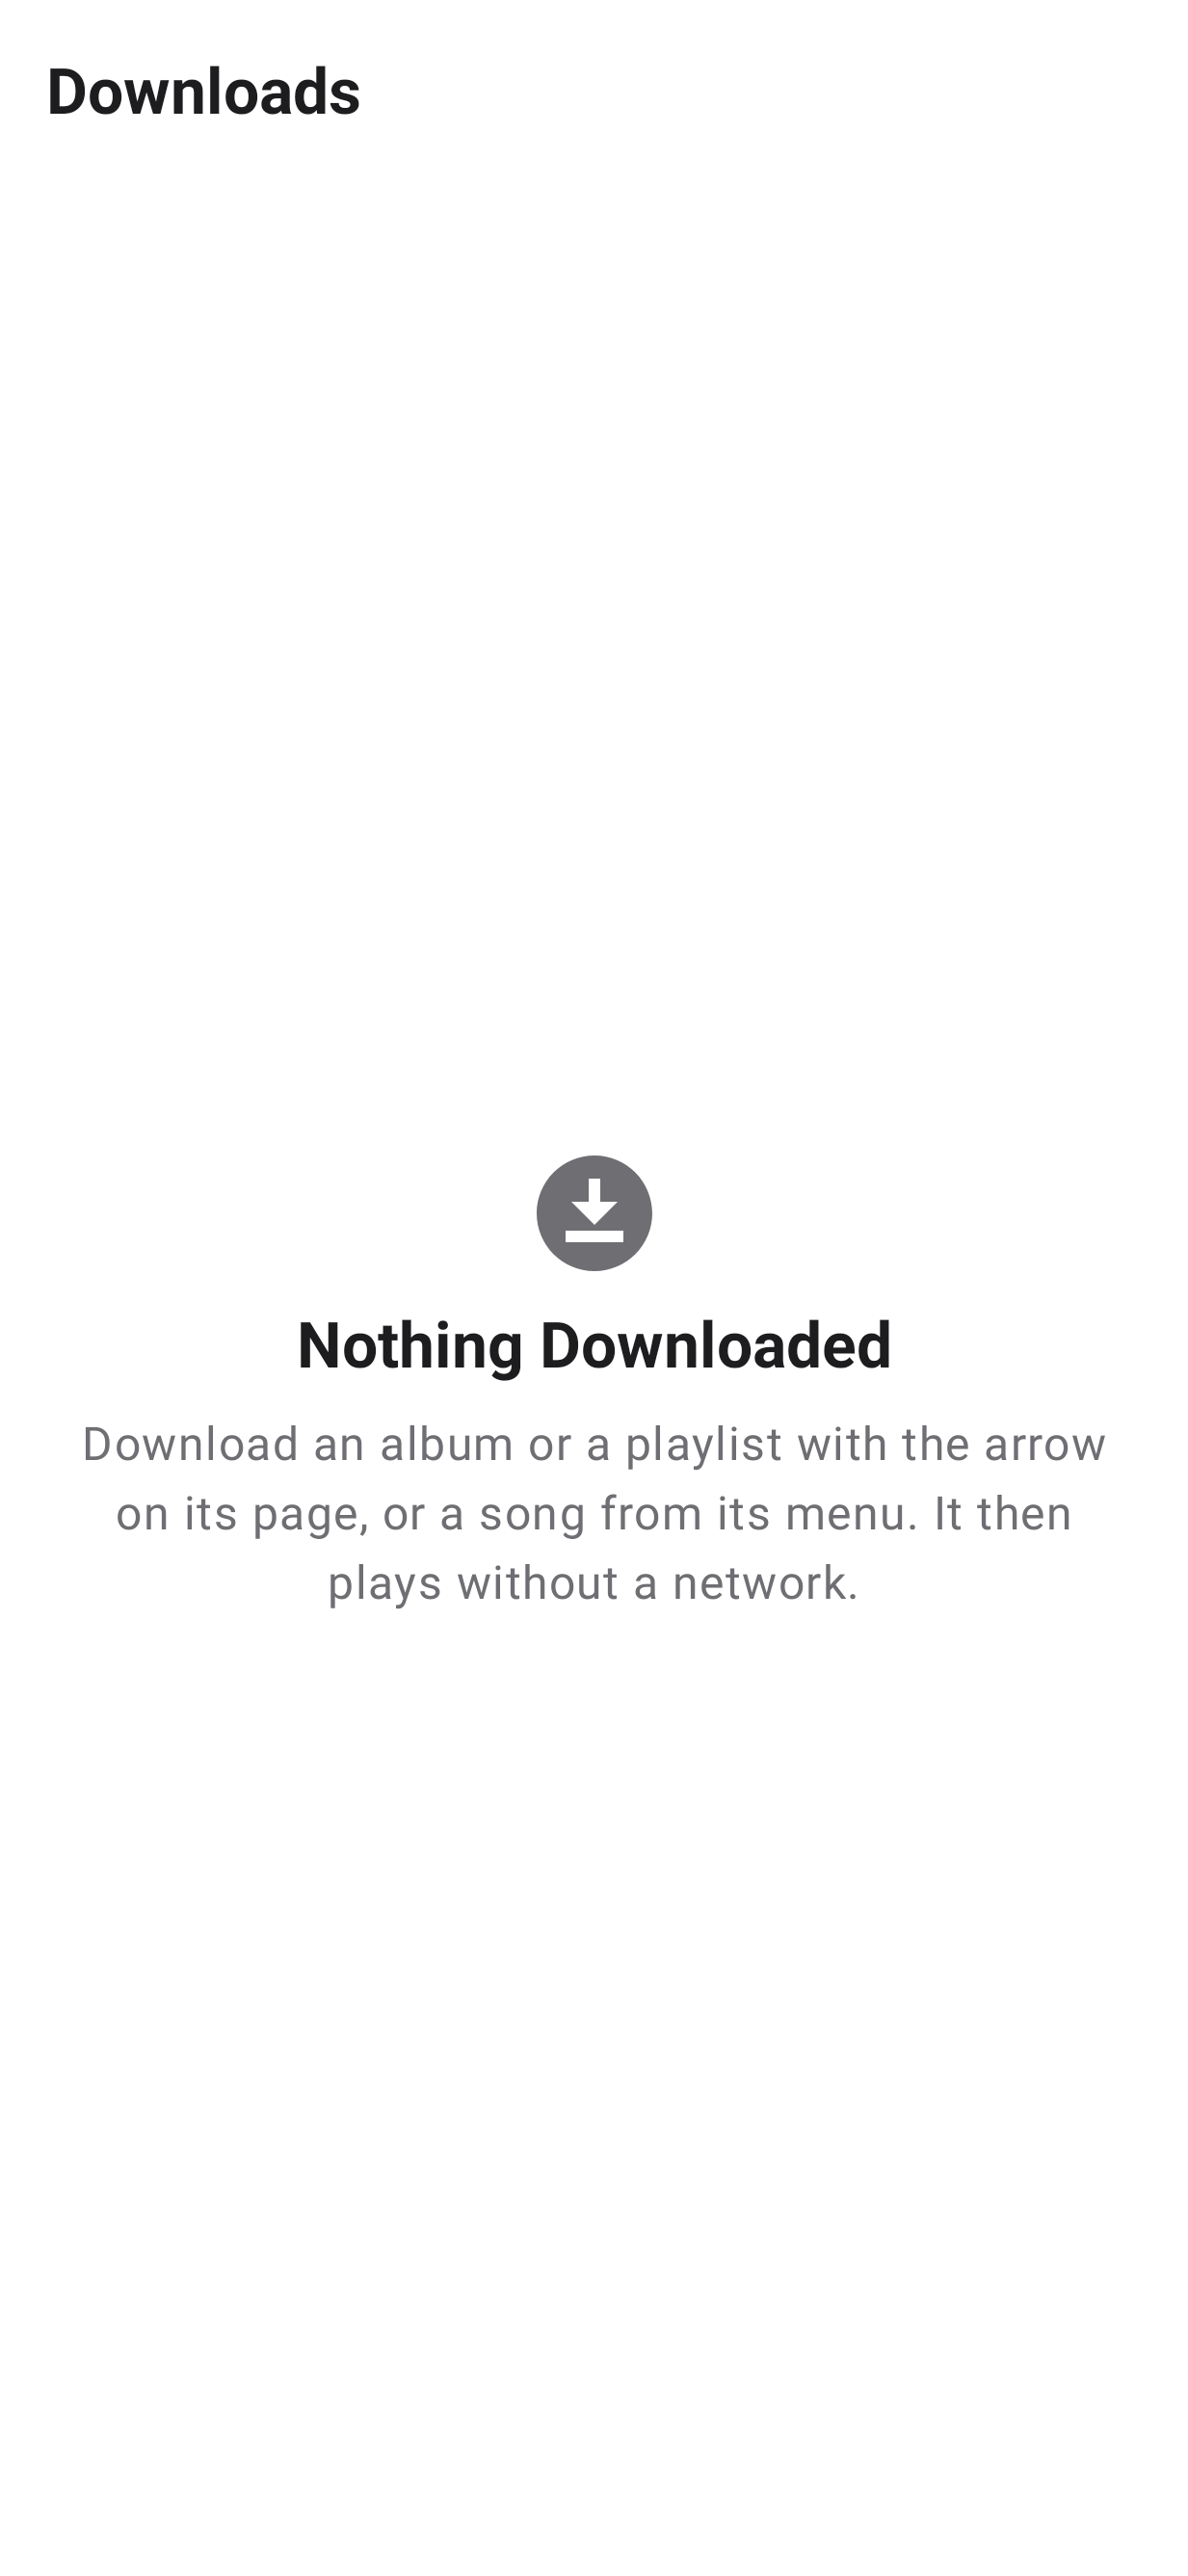 Downloads
Nothing Downloaded
Download an album or a playlist with the arrow
on its page, or a song from its menu. It then
plays without a network.